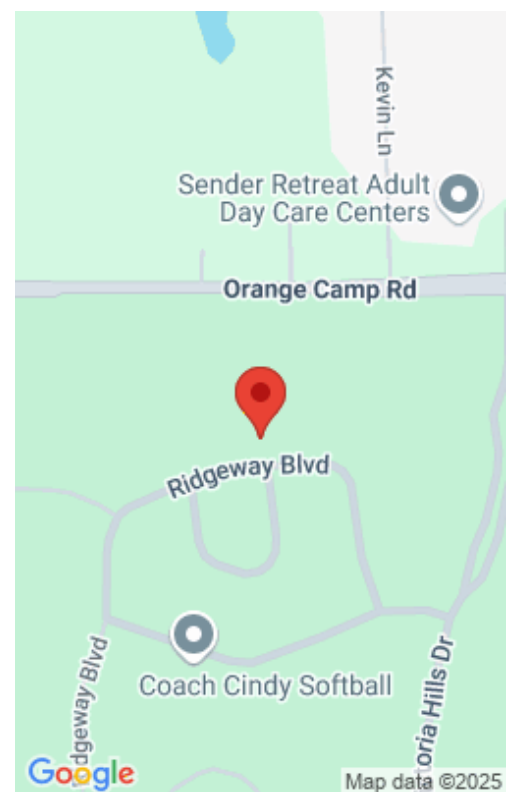 Kevin Ln
Sender Retreat Adult
Day Care Centers
Orange Camp Rd
Ridgeway Blvd
Coach Cindy Softball
dgeway Blvd
toria Hills Dr
Google
Map data ©2025